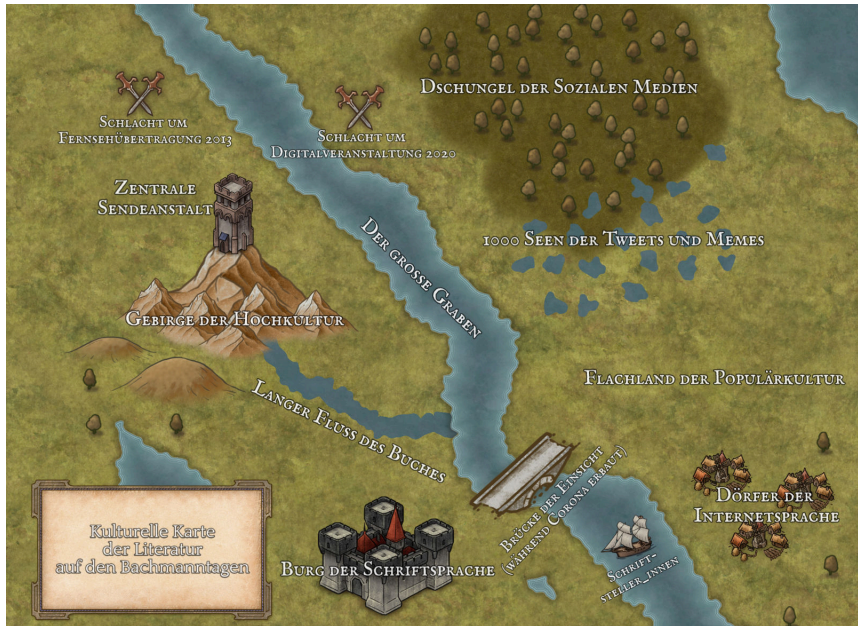 Dschungel der Sozialen Medien
Schlacht um
Fernsehübertragung 2013
Schlacht um
Digitalveranstaltung 2020
Zentrale
Sendeanstalt
Der grosse Graben
1000 Seen der Tweets und Memes
Gebirge der Hochkultur
Flachland der Populärkultur
Langer Fluss des Buches
Brücke der Einsicht
(während Corona erbaut)
Dörfer der
Internetsprache
Kulturelle Karte
der Literatur
auf den Bachmanntagen
Burg der Schriftsprache
Schrift-
steller_innen